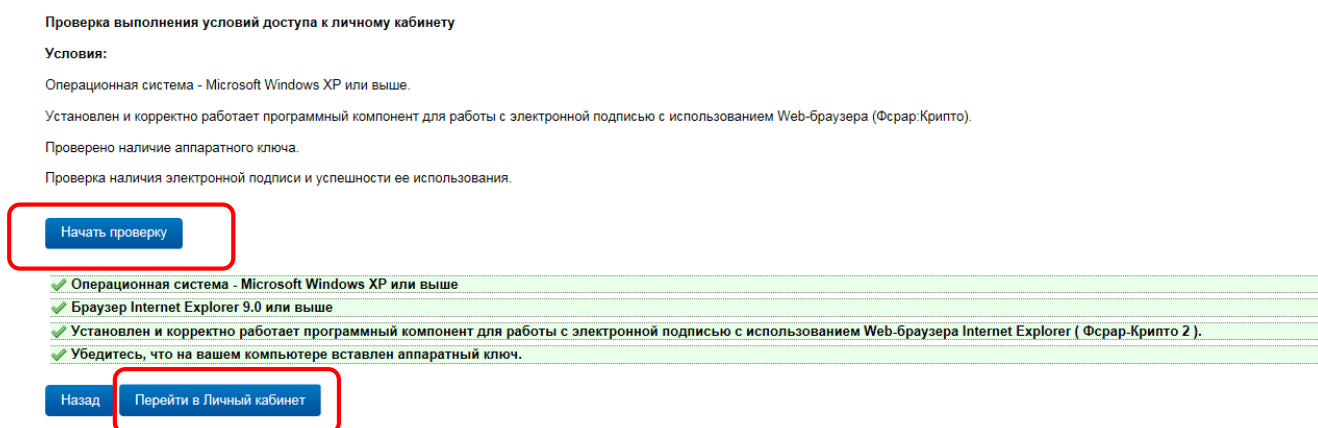 Проверка выполнения условий доступа к личному кабинету
Условия:
Операционная система - Microsoft Windows XP или выше.
Установлен и корректно работает программный компонент для работы с электронной подписью с использованием Web-браузера (Фсрар:Крипто).
Проверено наличие аппаратного ключа.
Проверка наличия электронной подписи и успешности ее использования.
Начать проверку
Операционная система - Microsoft Windows XP или выше
Браузер Internet Explorer 9.0 или выше
Установлен и корректно работает программный компонент для работы с электронной подписью с использованием Web-браузера Internet Explorer ( Фсрар-Крипто 2 ).
Убедитесь, что на вашем компьютере вставлен аппаратный ключ.
Назад Перейти в Личный кабинет